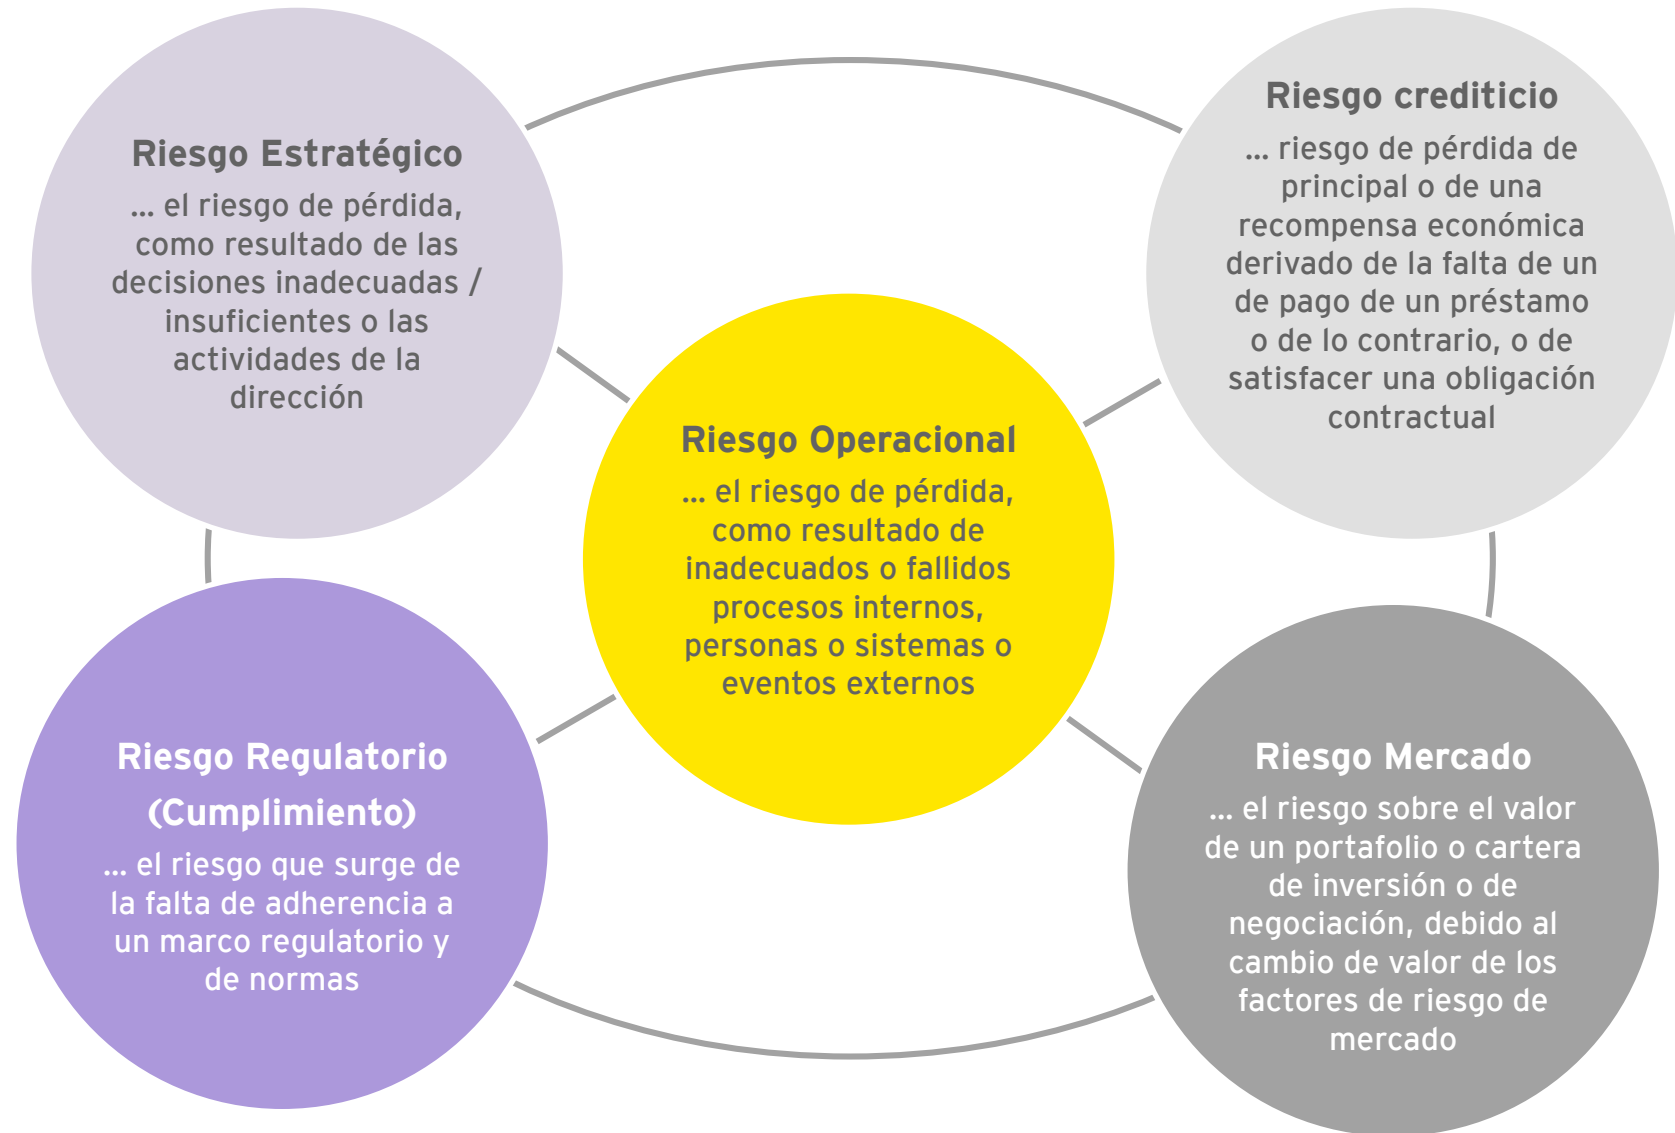 Riesgo Estratégico
... el riesgo de pérdida,
como resultado de las
decisiones inadecuadas /
insuficientes o las
actividades de la
dirección
Riesgo crediticio
... riesgo de pérdida de
principal o de una
recompensa económica
derivado de la falta de un
de pago de un préstamo
o de lo contrario, o de
satisfacer una obligación
contractual
Riesgo Operacional
... el riesgo de pérdida,
como resultado de
inadecuados o fallidos
procesos internos,
personas o sistemas o
eventos externos
Riesgo Regulatorio
(Cumplimiento)
... el riesgo que surge de
la falta de adherencia a
un marco regulatorio y
de normas
Riesgo Mercado
... el riesgo sobre el valor
de un portafolio o cartera
de inversión o de
negociación, debido al
cambio de valor de los
factores de riesgo de
mercado